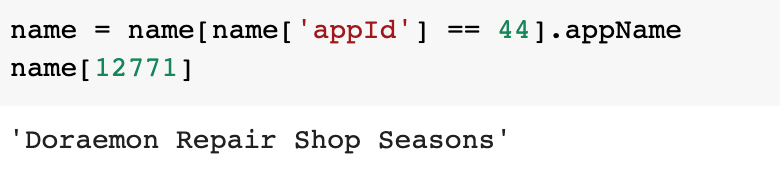 name = name[name['appId'] == 44].appName
name[12771]
'Doraemon Repair Shop Seasons'